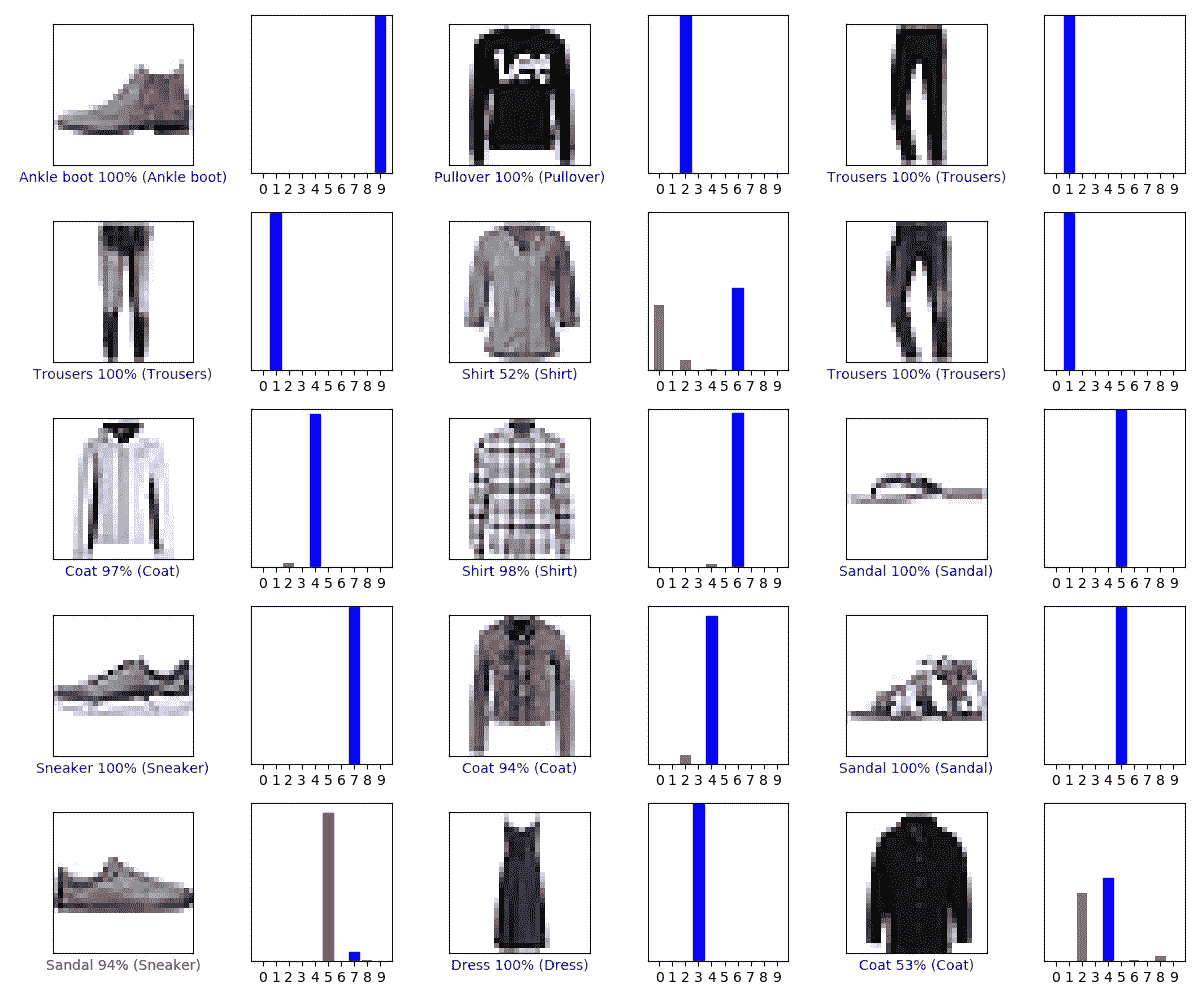 0 1 2 3 4 5 6 7 8 9
Ankle boot 100% (Ankle boot)
Lee
0 1 2 3 4 5 6 7 8 9
Pullover 100% (Pullover)
0 1 2 3 4 5 6 7 8 9
Trousers 100% (Trousers)
0 1 2 3 4 5 6 7 8 9
Trousers 100% (Trousers)
0 1 2 3 4 5 6 7 8 9
Shirt 52% (Shirt)
0 1 2 3 4 5 6 7 8 9
Trousers 100% (Trousers)
0 1 2 3 4 5 6 7 8 9
Coat 97% (Coat)
0 1 2 3 4 5 6 7 8 9
Shirt 98% (Shirt)
0 1 2 3 4 5 6 7 8 9
Sandal 100% (Sandal)
0 1 2 3 4 5 6 7 8 9
Sneaker 100% (Sneaker)
0 1 2 3 4 5 6 7 8 9
Coat 94% (Coat)
0 1 2 3 4 5 6 7 8 9
Sandal 100% (Sandal)
0 1 2 3 4 5 6 7 8 9
Sandal 94% (Sneaker)
0 1 2 3 4 5 6 7 8 9
Dress 100% (Dress)
0 1 2 3 4 5 6 7 8 9
Coat 53% (Coat)